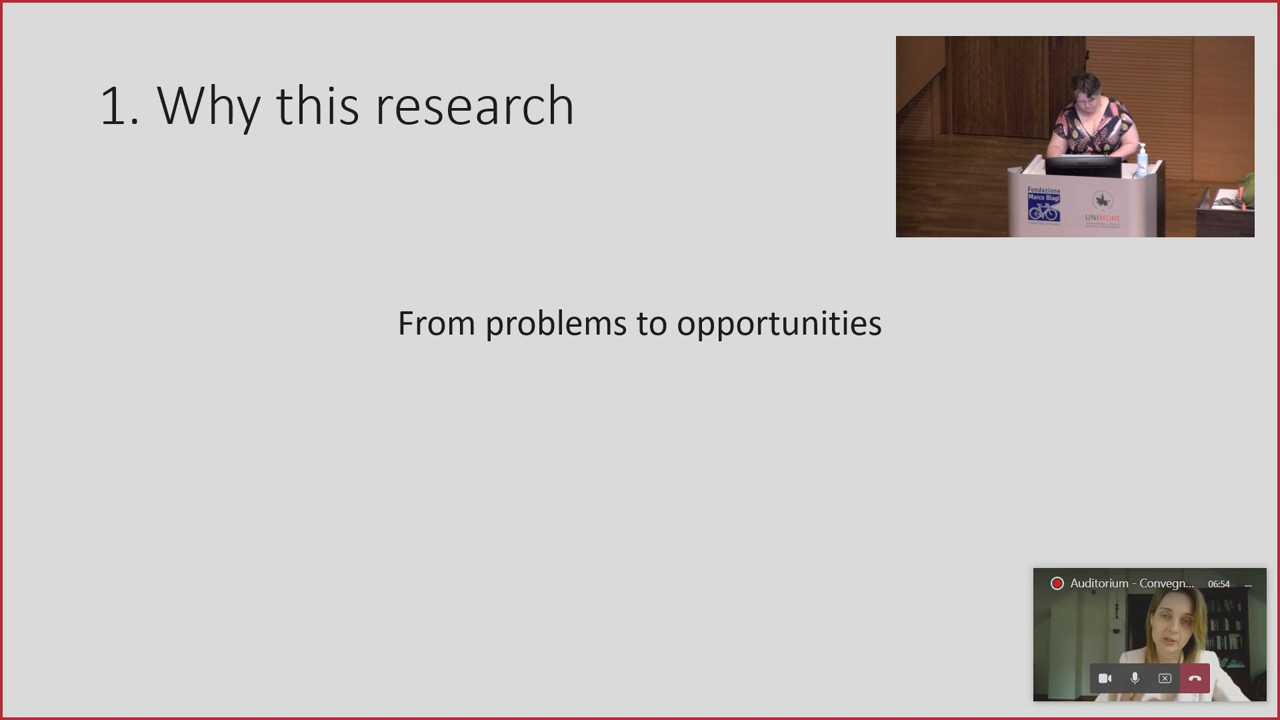 1. Why this research
Fondazione
Marco Biagi
UNIMORE
From problems to opportunities
Auditorium - Convegn... 06:54